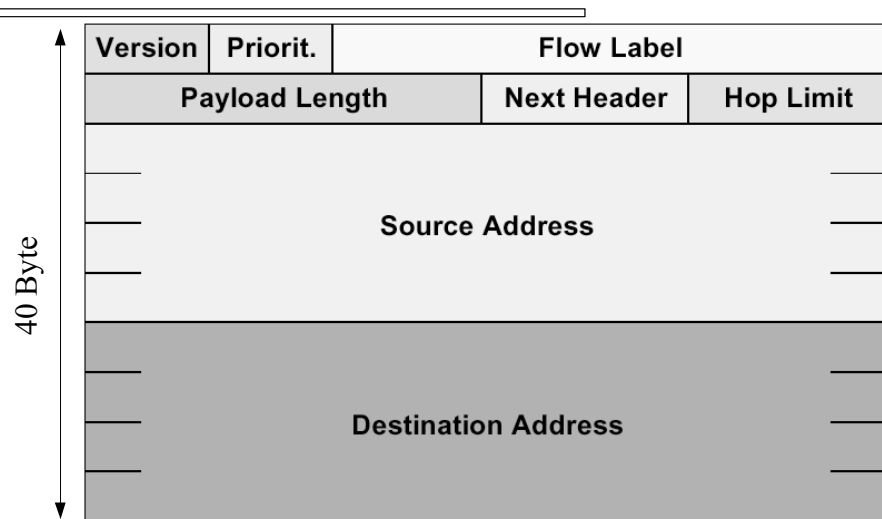 Version Priorit. Flow Label
Payload Length Next Header Hop Limit
Source Address
40 Byte
Destination Address